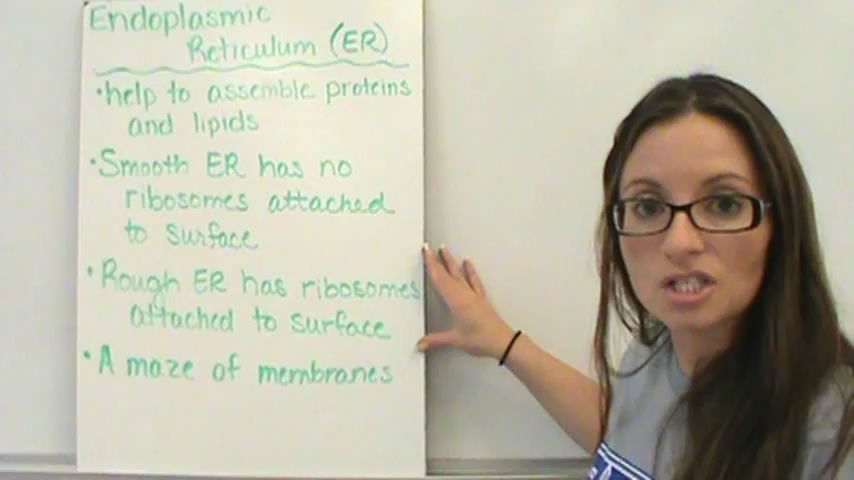 Endoplasmic
Reticulum (ER)
• help to assemble proteins
and lipids
• Smooth ER has no
ribosomes attached
to surface
• Rough ER has ribosomes
attached to surface
• A maze of membranes